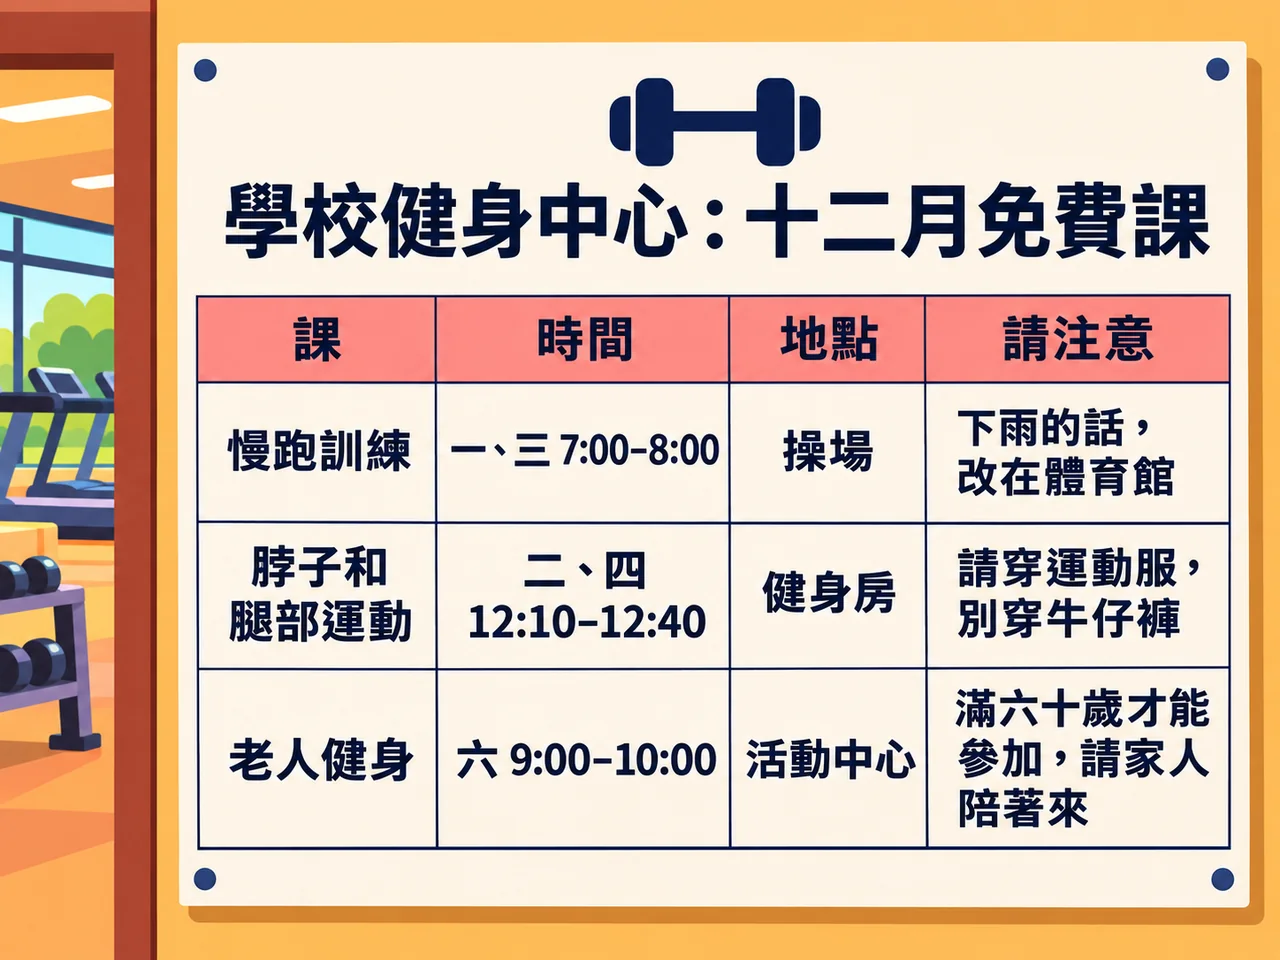 學校健身中心：十二月免費課
課 時間 地點 請注意
慢跑訓練 一、三 7:00–8:00 操場 下雨的話，
改在體育館
脖子和
腿部運動
二、四
12:10–12:40
健身房
請穿運動服，
別穿牛仔褲
老人健身 六 9:00–10:00 活動中心
滿六十歲才能
參加，請家人
陪著來